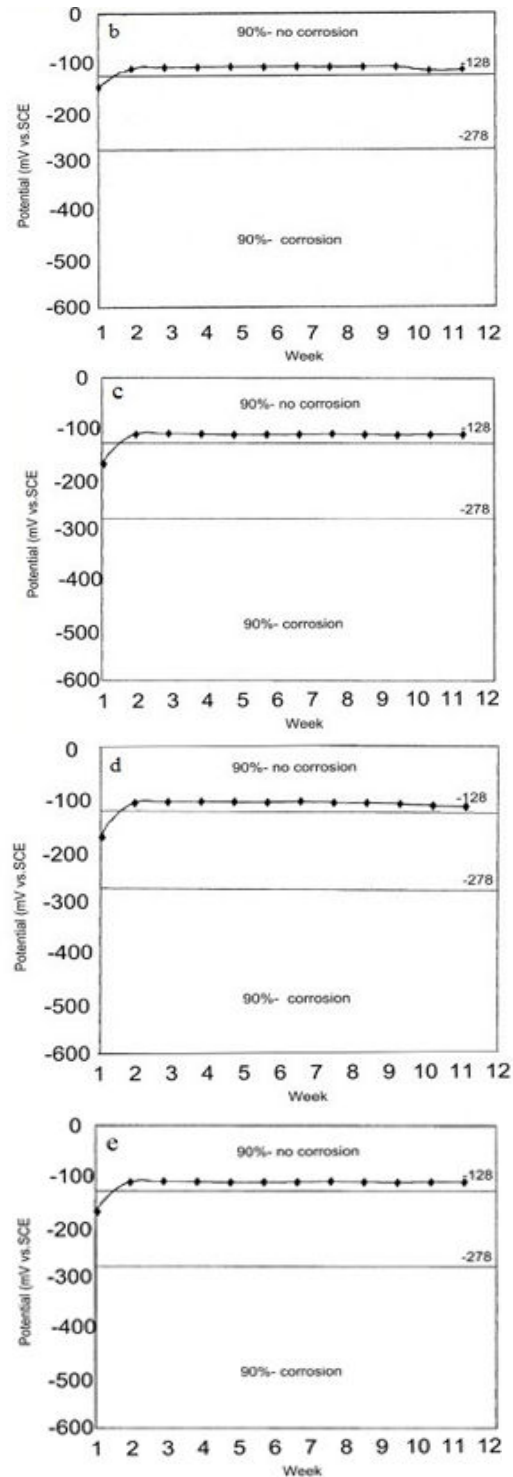 b
0
90%- no corrosion
-100
-128
-200
-278
-300
-400
90%- corrosion
-500
-600
Potential (mV vs.SCE)
1 2 3 4 5 6 7 8 9 10 11 12
Week
c
0
90%- no corrosion
-100
-128
-200
-278
-300
-400
-500
90%- corrosion
-600
Potential (mV vs.SCE
1 2 3 4 5 6 7 8 9 10 11 12
Week
d
0
90%- no corrosion
-100
-128
-200
-278
-300
-400
90%- corrosion
-500
-600
Potential (mV vs.SCE
1 2 3 4 5 6 7 8 9 10 11 12
Week
e
0
90%- no corrosion
-100
-128
-200
-278
-300
-400
90%- corrosion
-500
-600
Potential (mV vs.SCE
1 2 3 4 5 6 7 8 9 10 11 12
Week